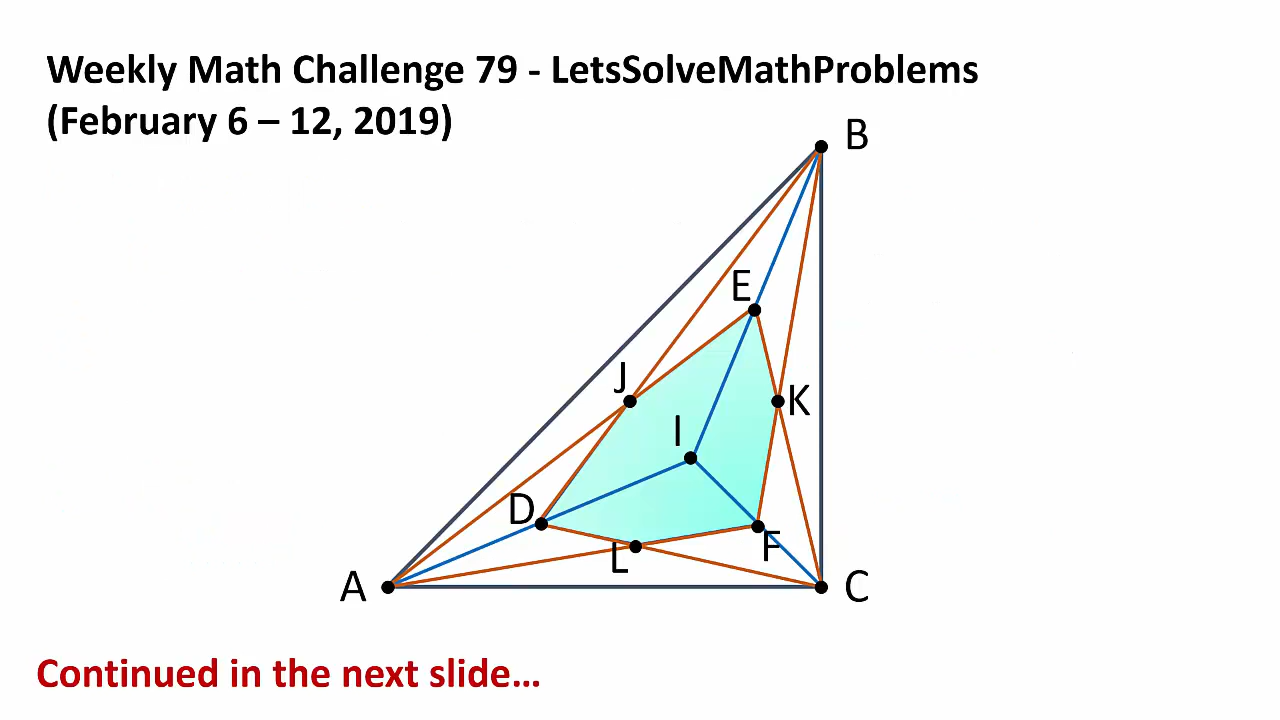 Weekly Math Challenge 79 - LetsSolveMathProblems
(February 6 – 12, 2019)
B
E
J
K
I
D
F
L
A
C
Continued in the next slide…